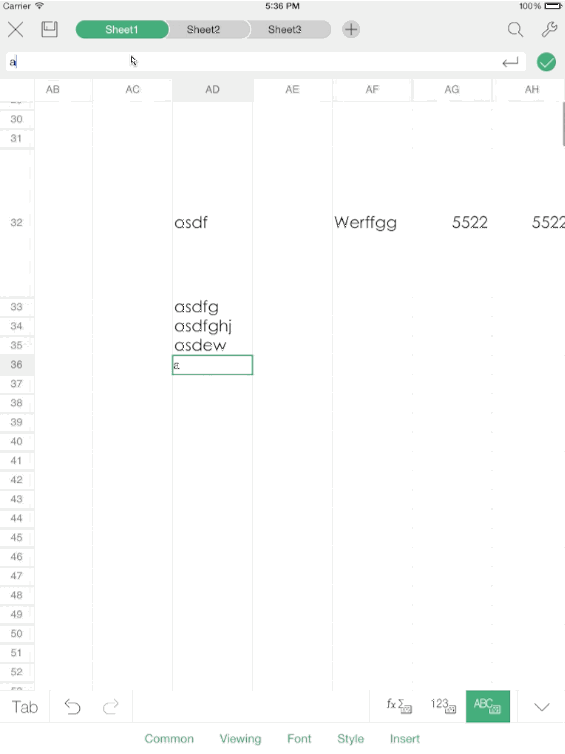 Carrier 5:36 PM 100%
Sheet1 Sheet2 Sheet3
a
AB AC AD AE AF AG AH
30
31
32 asdf Werffgg 5522 5522
33 asdfg
34 asdfghj
35 asdew
36 a
37
38
39
40
41
42
43
44
45
46
47
48
49
50
51
52
Tab fx Σ 123 ABC
Common Viewing Font Style Insert